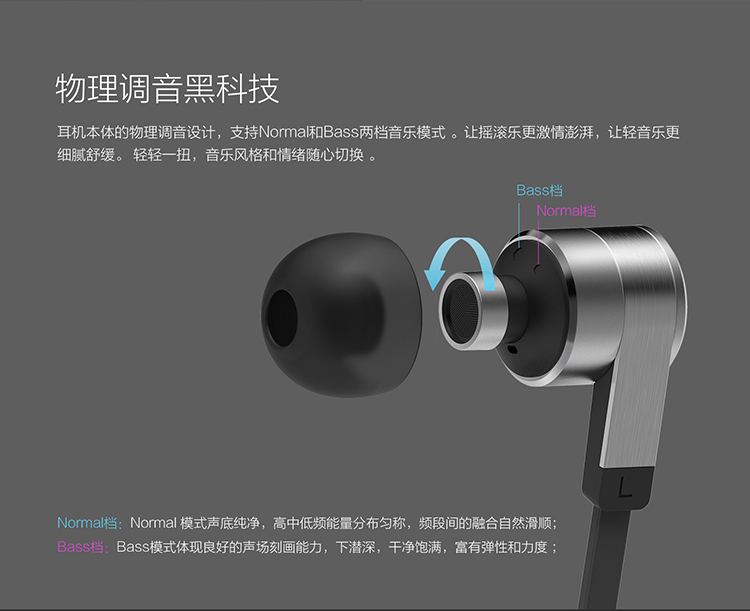 物理调音黑科技
耳机本体的物理调音设计，支持Normal和Bass两档音乐模式 。让摇滚乐更激情澎湃，让轻音乐更
细腻舒缓。 轻轻一扭，音乐风格和情绪随心切换 。
Bass档
Normal档
L
Normal档：Normal 模式声底纯净，高中低频能量分布匀称，频段间的融合自然滑顺；
Bass档：Bass模式体现良好的声场刻画能力，下潜深，干净饱满，富有弹性和力度 ；